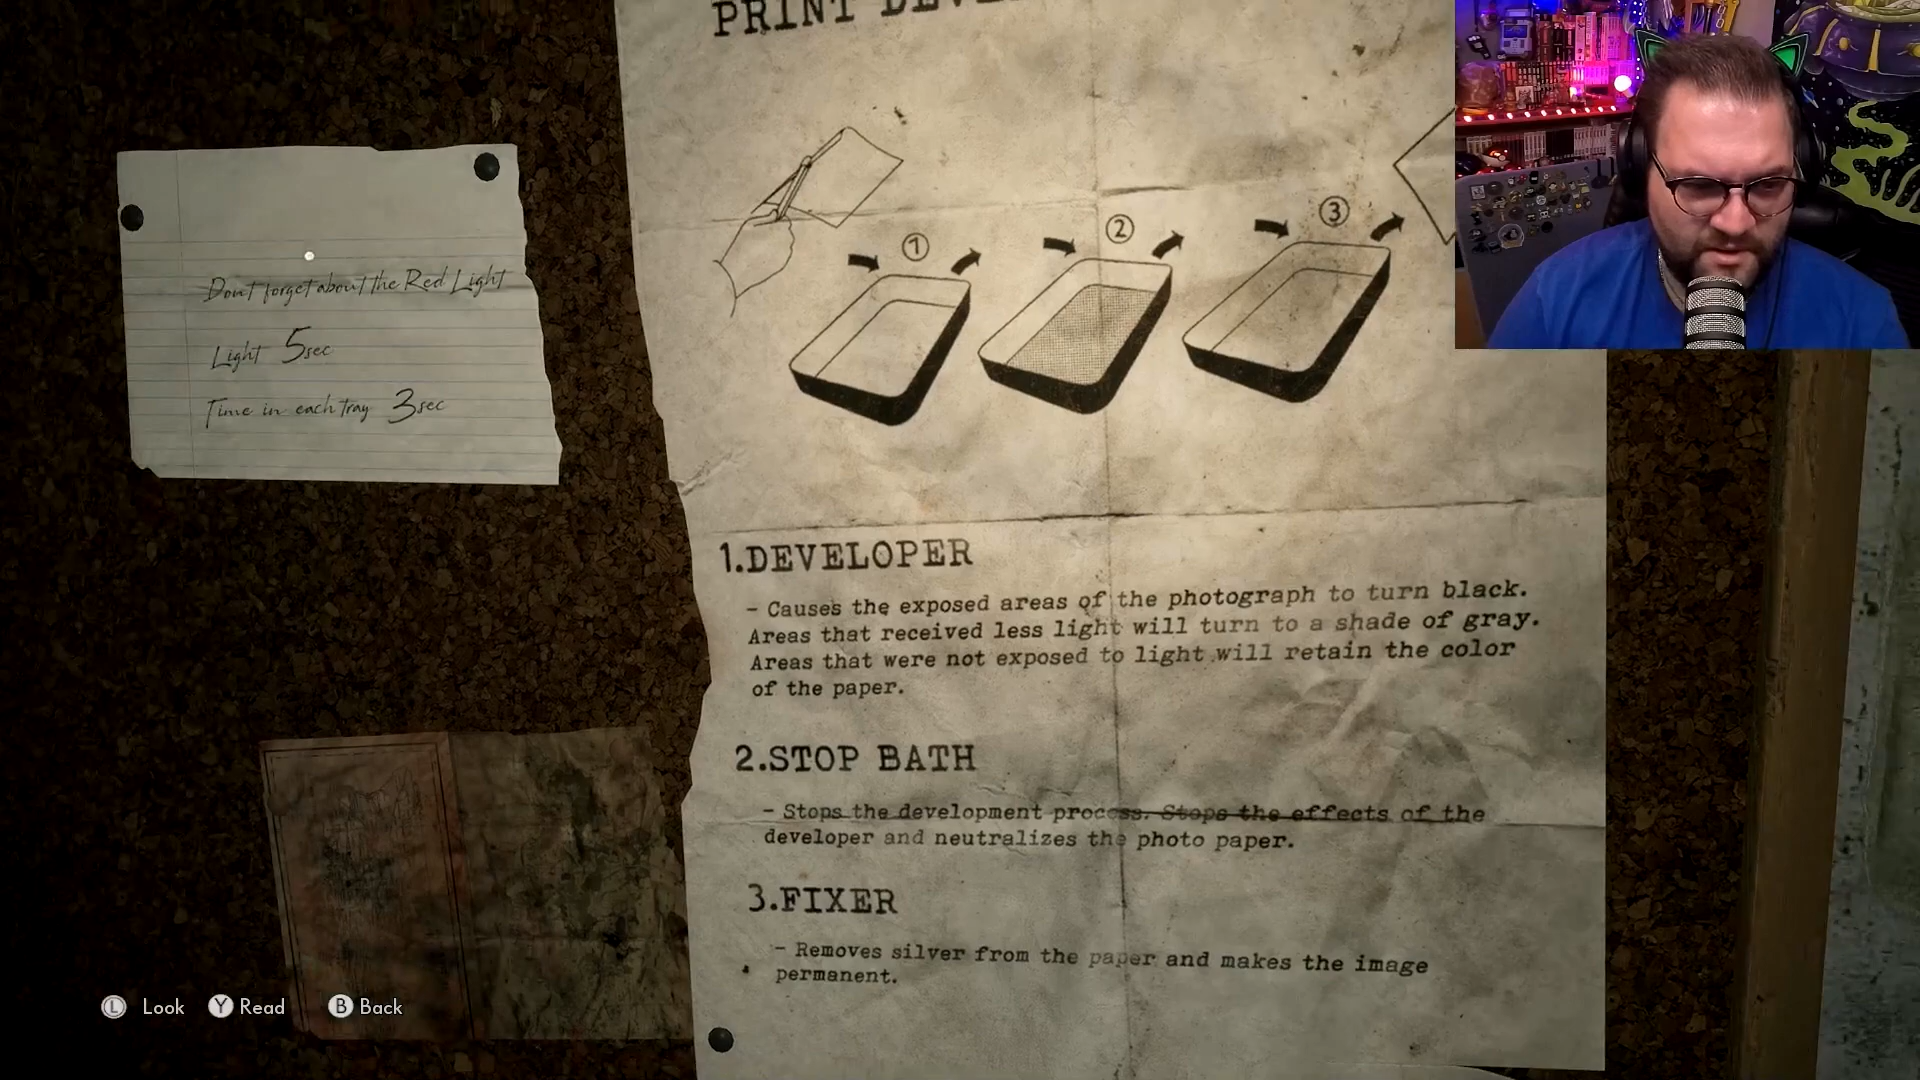 PRINT
Don't forget about the Red Light
Light 5sec
Time in each tray 3sec
1
2
3
1.DEVELOPER
- Causes the exposed areas of the photograph to turn black.
Areas that received less light will turn to a shade of gray.
Areas that were not exposed to light will retain the color
of the paper.
2.STOP BATH
- Stops the development process. Stops the effects of the
developer and neutralizes the photo paper.
3.FIXER
- Removes silver from the paper and makes the image
permanent.
L Look Y Read B Back